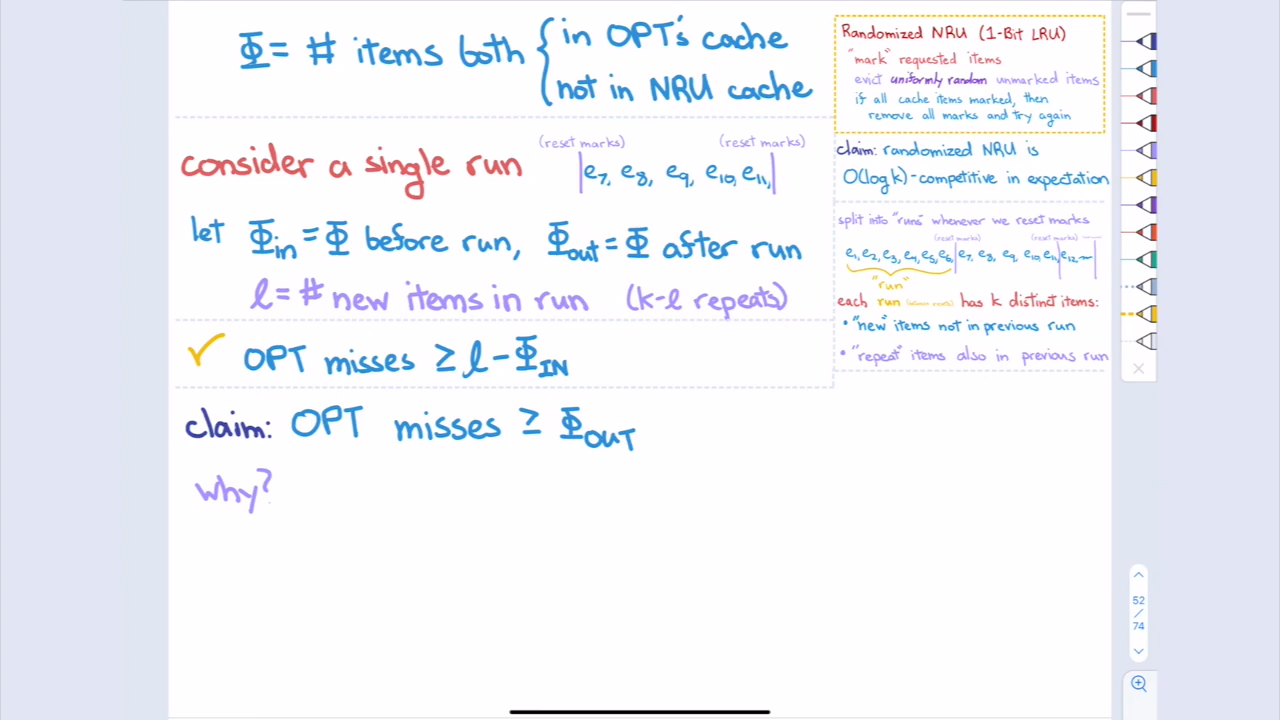 Φ = # items both { in OPT's cache
not in NRU cache
consider a single run
(reset marks) (reset marks)
| e7, e8, e9, e10, e11, |
let Φin = Φ before run, Φout = Φ after run
l = # new items in run (k-l repeats)
✓ OPT misses ≥ l - ΦIN
claim: OPT misses ≥ ΦOUT
why?
Randomized NRU (1-Bit LRU)
"mark" requested items
evict uniformly random unmarked items
if all cache items marked, then
remove all marks and try again
claim: randomized NRU is
O(log k)-competitive in expectation
split into "runs" whenever we reset marks
(reset marks) (reset marks)
e1, e2, e3, e4, e5, e6, | e7, e8, e9, e10, e11, | e12 ~ |
"run"
each run has k distinct items:
• "new" items not in previous run
• "repeat" items also in previous run
52
/
74